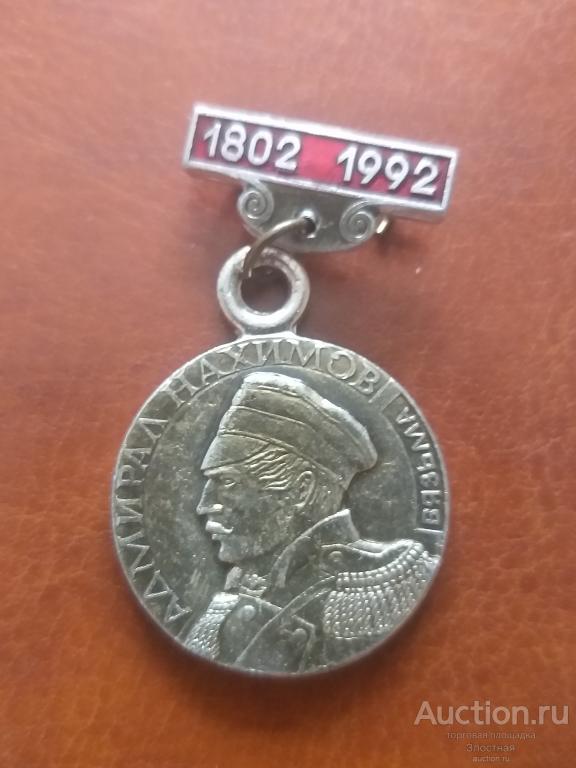 1802 1992
АДМИРАЛ НАХИМОВ
ВЯЗЬМА
Auction.ru
торговая площадка
Злостная
auction.ru